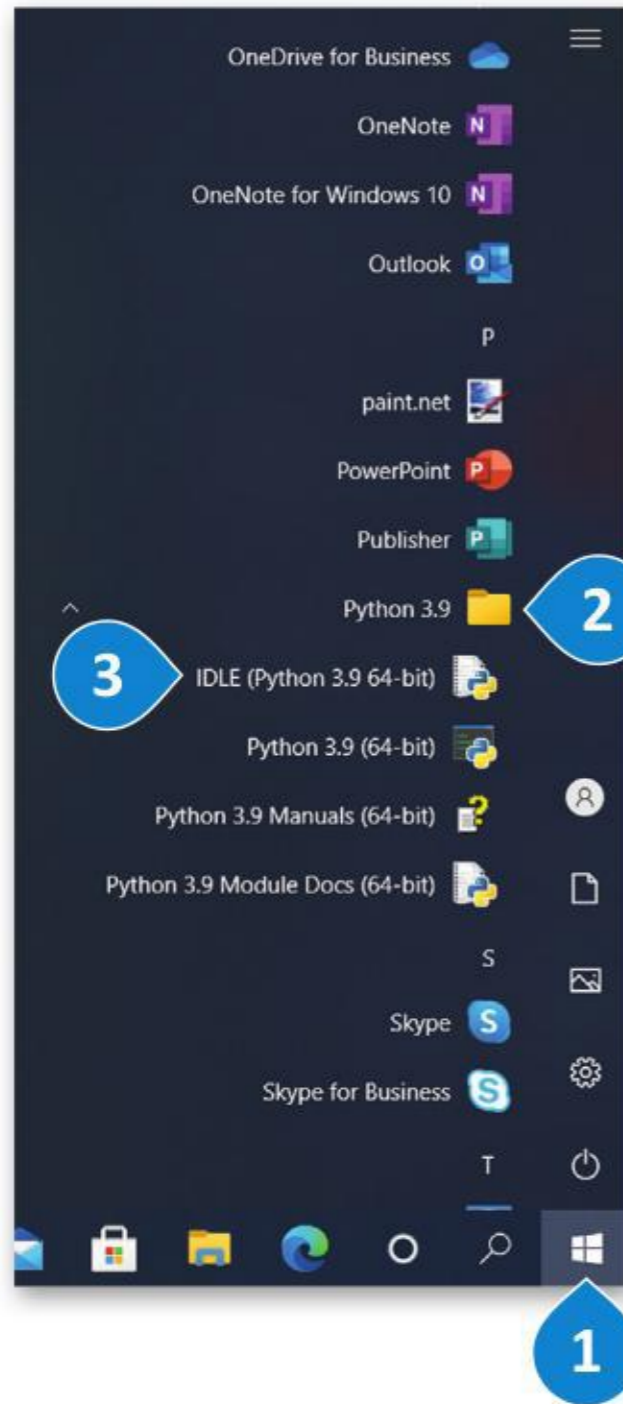 OneDrive for Business
OneNote
OneNote for Windows 10
Outlook
P
paint.net
PowerPoint
Publisher
Python 3.9
2
3
IDLE (Python 3.9 64-bit)
Python 3.9 (64-bit)
Python 3.9 Manuals (64-bit)
Python 3.9 Module Docs (64-bit)
S
Skype
Skype for Business
T
1